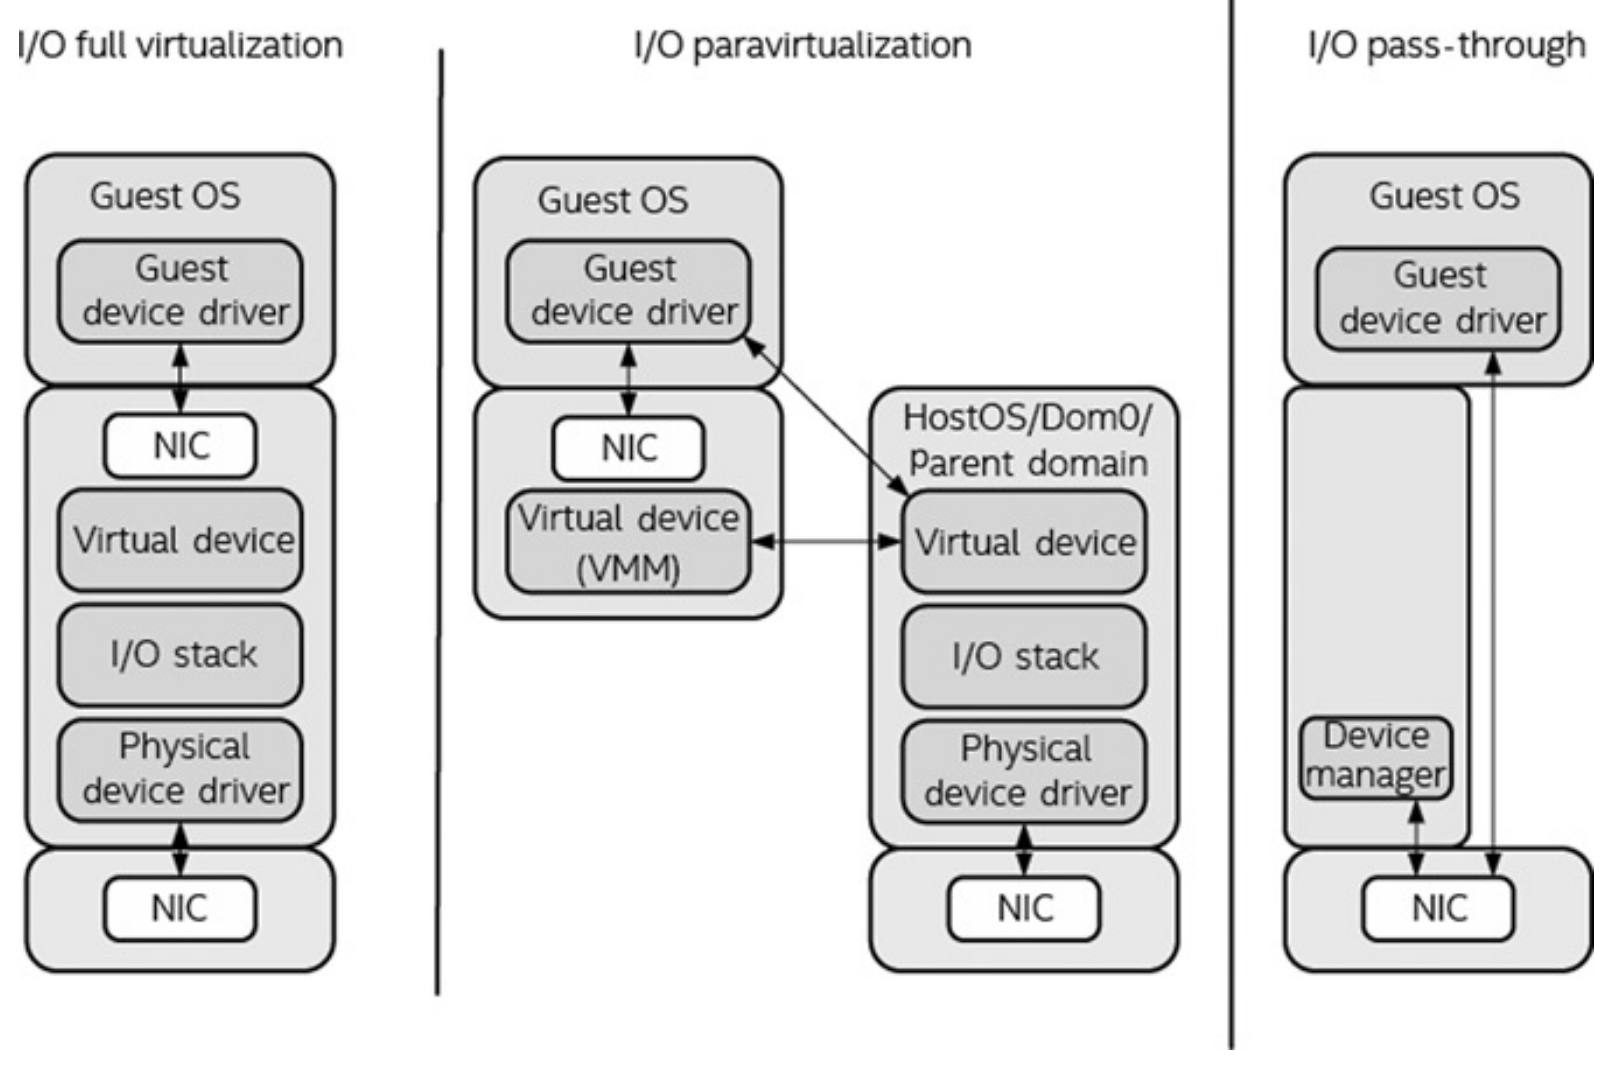 I/O full virtualization
Guest OS
Guest
device driver
NIC
Virtual device
I/O stack
Physical
device driver
NIC
I/O paravirtualization
Guest OS
Guest
device driver
NIC
Virtual device
(VMM)
HostOS/Dom0/
parent domain
Virtual device
I/O stack
Physical
device driver
NIC
I/O pass-through
Guest OS
Guest
device driver
Device
manager
NIC